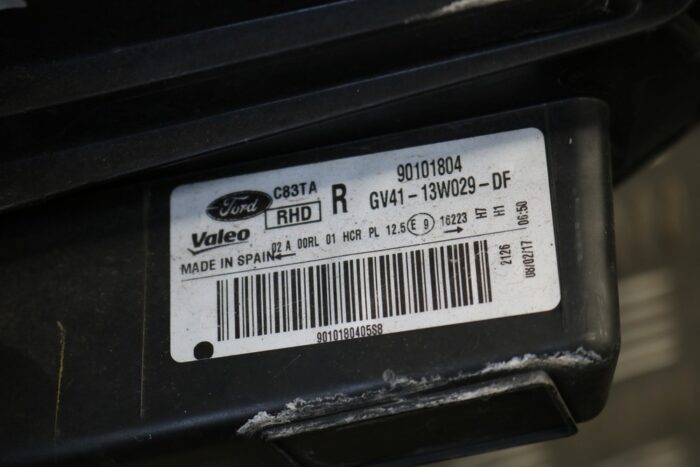 Ford C83TA R 90101804
RHD GV41-13W029-DF
Valeo 02 A 00RL 01 HCR PL 12.5 E 9 16223 H7 H1 06:50
MADE IN SPAIN 2126 08/02/17
9010180405S8